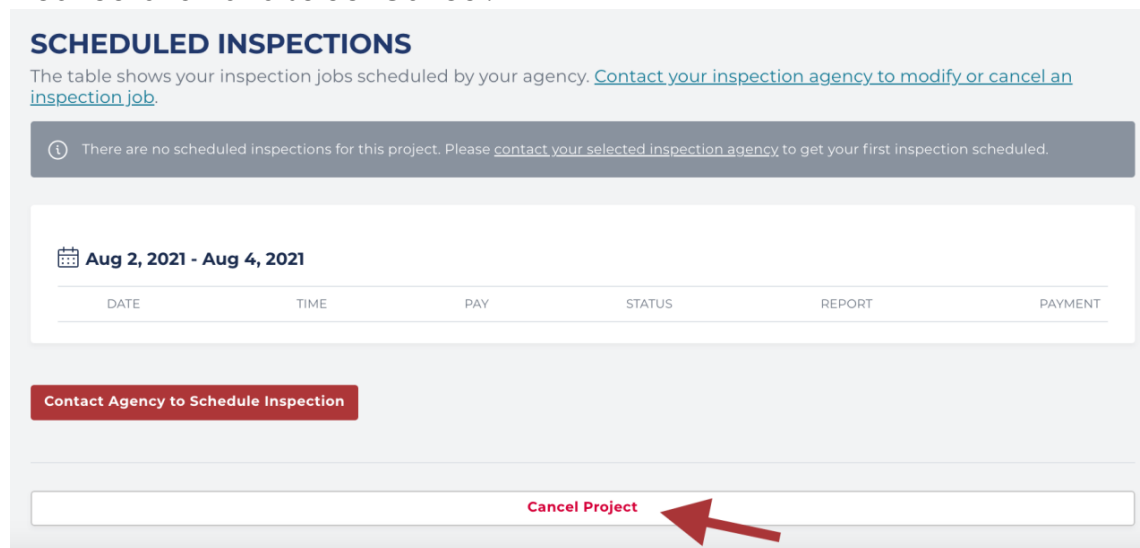 SCHEDULED INSPECTIONS
The table shows your inspection jobs scheduled by your agency. Contact your inspection agency to modify or cancel an
inspection job.
There are no scheduled inspections for this project. Please contact your selected inspection agency to get your first inspection scheduled.
Aug 2, 2021 - Aug 4, 2021
DATE TIME PAY STATUS REPORT PAYMENT
Contact Agency to Schedule Inspection
Cancel Project